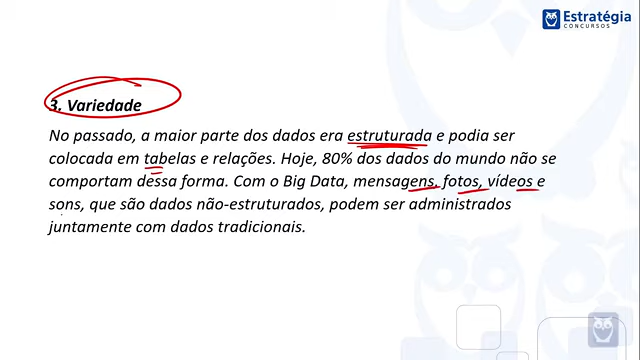 Estratégia
CONCURSOS
3. Variedade
No passado, a maior parte dos dados era estruturada e podia ser
colocada em tabelas e relações. Hoje, 80% dos dados do mundo não se
comportam dessa forma. Com o Big Data, mensagens, fotos, vídeos e
sons, que são dados não-estruturados, podem ser administrados
juntamente com dados tradicionais.